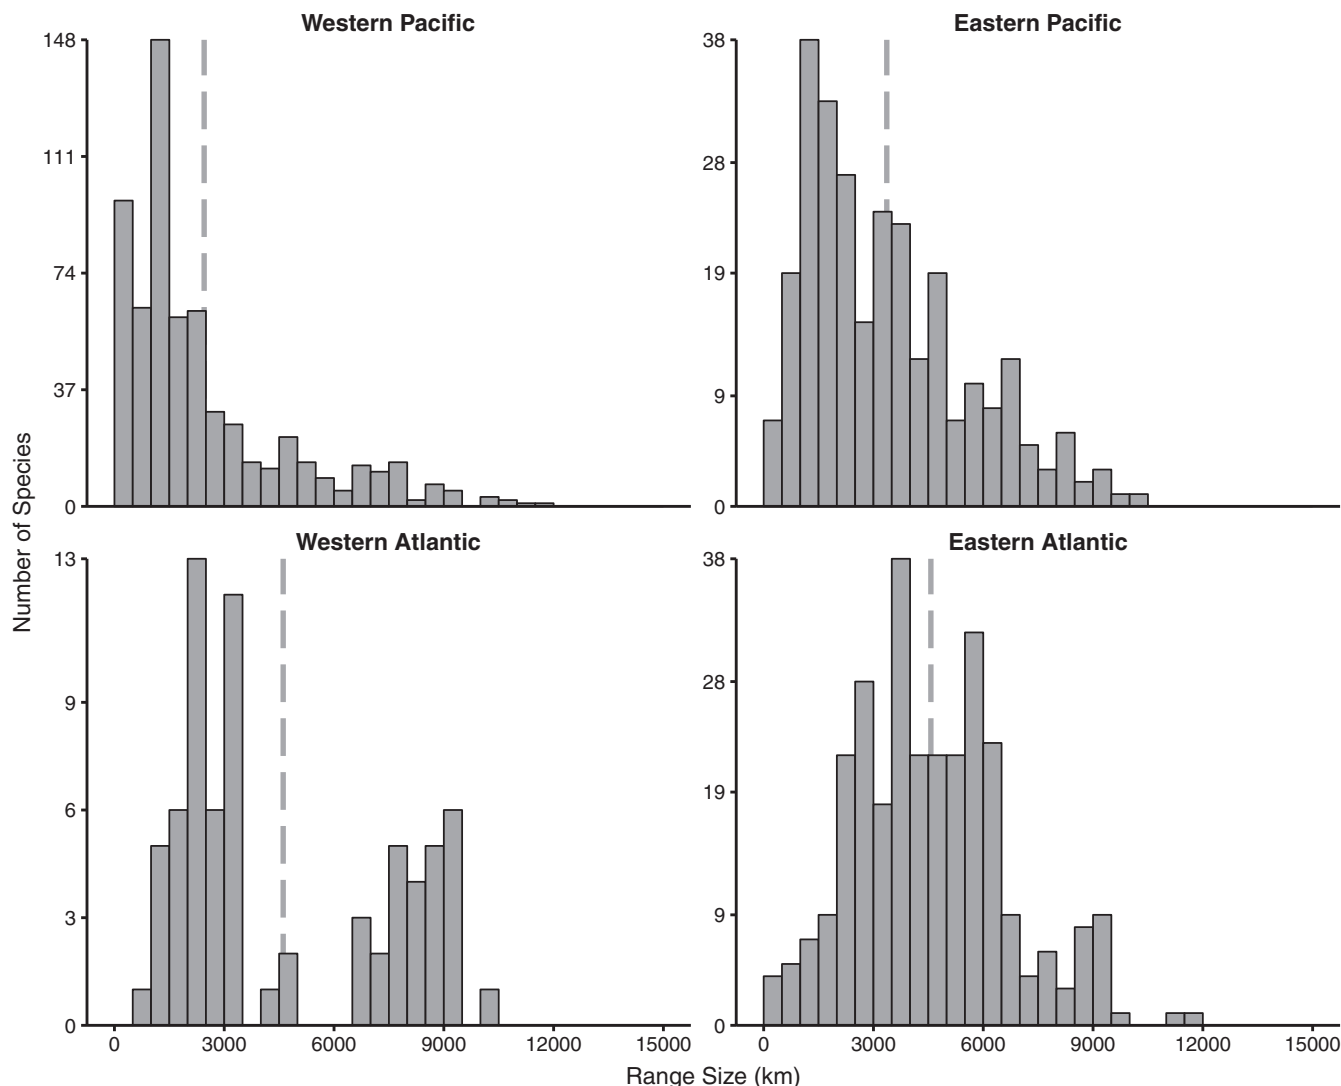 Western Pacific
Eastern Pacific
148
111
74
37
0
38
28
19
9
0
Number of Species
Western Atlantic
Eastern Atlantic
13
9
6
3
0
38
28
19
9
0
0 3000 6000 9000 12000 15000
0 3000 6000 9000 12000 15000
Range Size (km)